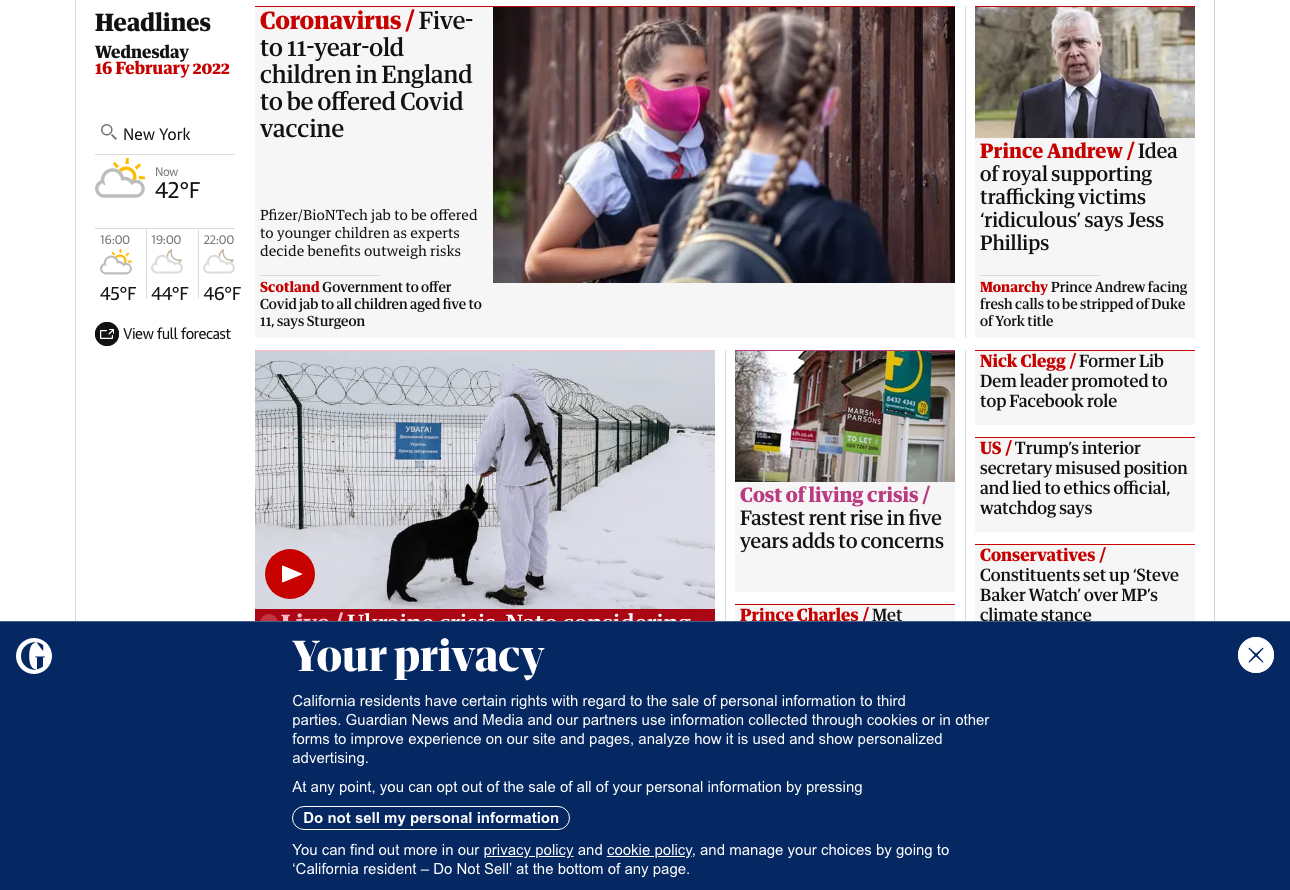 Headlines
Wednesday
16 February 2022
New York
Now
42°F
16:00
19:00
22:00
45°F
44°F
46°F
View full forecast
Coronavirus / Five-
to 11-year-old
children in England
to be offered Covid
vaccine
Pfizer/BioNTech jab to be offered
to younger children as experts
decide benefits outweigh risks
Scotland Government to offer
Covid jab to all children aged five to
11, says Sturgeon
Prince Andrew / Idea
of royal supporting
trafficking victims
‘ridiculous’ says Jess
Phillips
Monarchy Prince Andrew facing
fresh calls to be stripped of Duke
of York title
УВАГА!
Live / Ukraine crisis, Nato considering
MARSH
PARSONS
TO LET
8432 4343
Cost of living crisis /
Fastest rent rise in five
years adds to concerns
Prince Charles / Met
Nick Clegg / Former Lib
Dem leader promoted to
top Facebook role
US / Trump’s interior
secretary misused position
and lied to ethics official,
watchdog says
Conservatives /
Constituents set up ‘Steve
Baker Watch’ over MP’s
climate stance
Your privacy
California residents have certain rights with regard to the sale of personal information to third
parties. Guardian News and Media and our partners use information collected through cookies or in other
forms to improve experience on our site and pages, analyze how it is used and show personalized
advertising.
At any point, you can opt out of the sale of all of your personal information by pressing
Do not sell my personal information
You can find out more in our privacy policy and cookie policy, and manage your choices by going to
‘California resident – Do Not Sell’ at the bottom of any page.